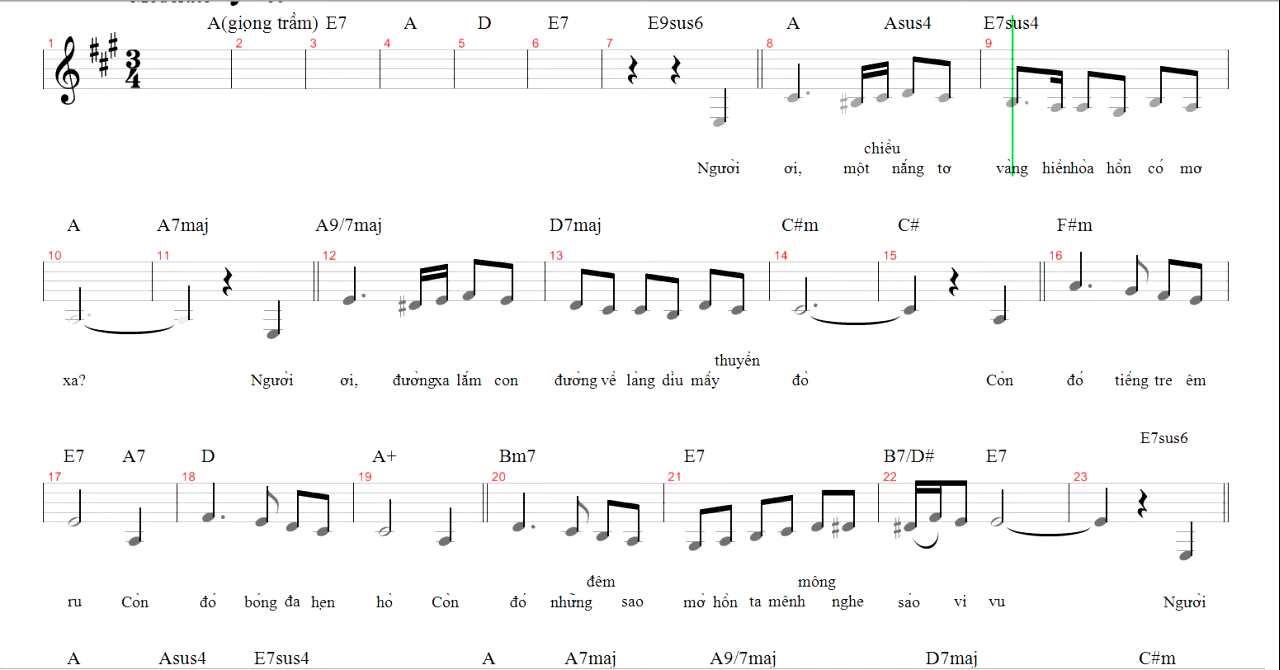 A(giọng trầm) E7 A D E7 E9sus6 A Asus4 E7sus4
1 2 3 4 5 6 7 8 9
3
4
chiều
Người ơi, một nắng tơ vàng hiền hòa hồn có mơ
A A7maj A9/7maj D7maj C#m C# F#m
10 11 12 13 14 15 16
thuyền
xa? Người ơi, đường xa lắm con đường về làng dìu mấy đò Còn đó tiếng tre êm
E7sus6
E7 A7 D A+ Bm7 E7 B7/D# E7
17 18 19 20 21 22 23
đêm mông
ru Còn đó bóng đa hẹn hò Còn đó những sao mờ hồn ta mênh nghe sáo vi vu Người
A Asus4 E7sus4 A A7maj A9/7maj D7maj C#m